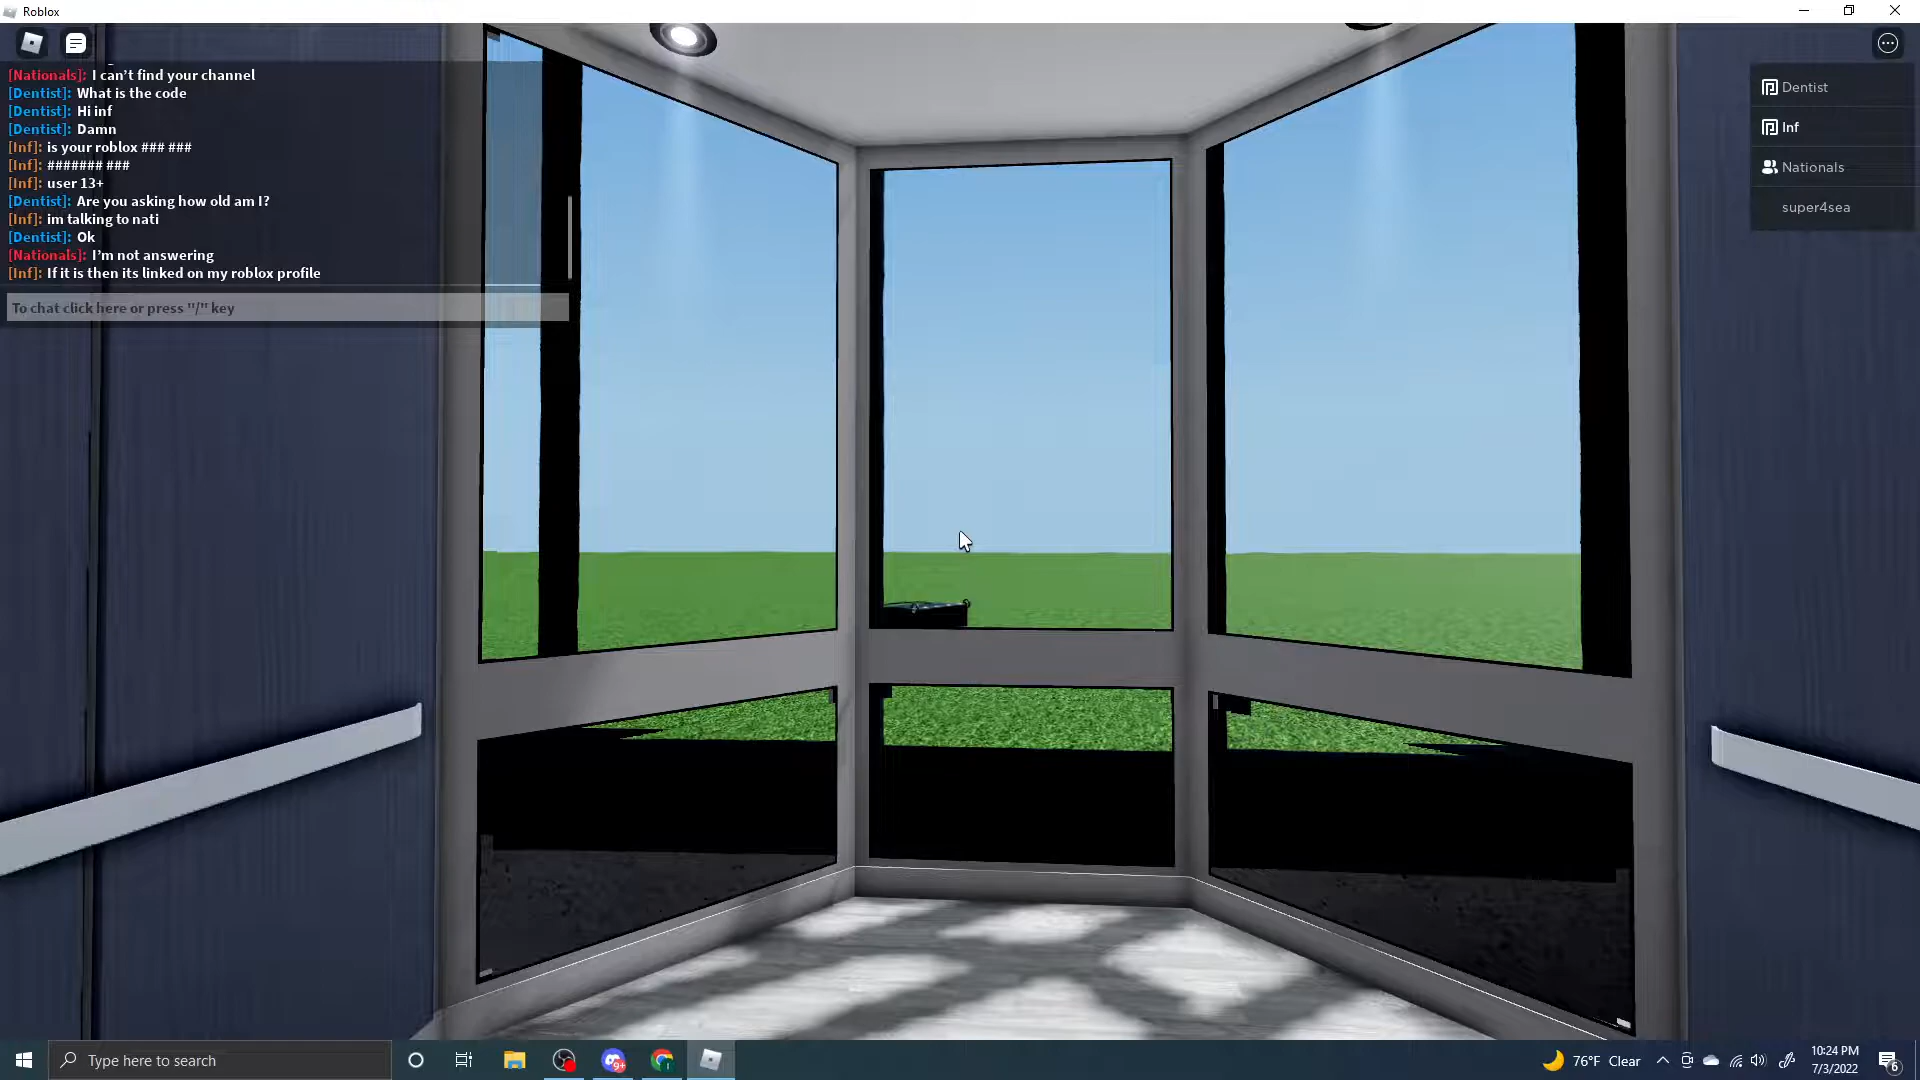 Roblox
[Nationals]: I can't find your channel
[Dentist]: What is the code
[Dentist]: Hi inf
[Dentist]: Damn
[Inf]: is your roblox ### ###
[Inf]: ####### ###
[Inf]: user 13+
[Dentist]: Are you asking how old am I?
[Inf]: im talking to nati
[Dentist]: Ok
[Nationals]: I'm not answering
[Inf]: If it is then its linked on my roblox profile
To chat click here or press "/" key
Dentist
Inf
Nationals
super4sea
Type here to search
9+
76°F Clear
10:24 PM
7/3/2022
6